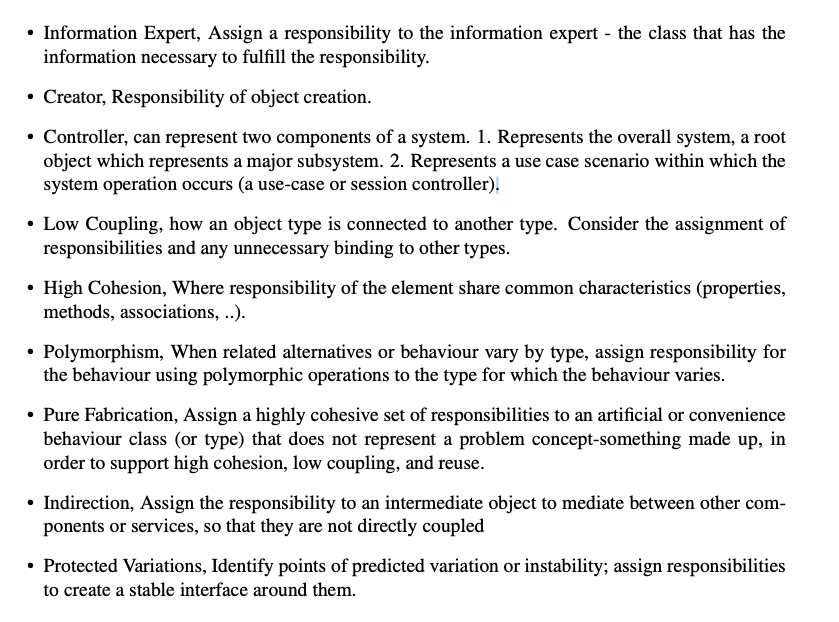 • Information Expert, Assign a responsibility to the information expert - the class that has the
information necessary to fulfill the responsibility.
• Creator, Responsibility of object creation.
• Controller, can represent two components of a system. 1. Represents the overall system, a root
object which represents a major subsystem. 2. Represents a use case scenario within which the
system operation occurs (a use-case or session controller).
• Low Coupling, how an object type is connected to another type. Consider the assignment of
responsibilities and any unnecessary binding to other types.
• High Cohesion, Where responsibility of the element share common characteristics (properties,
methods, associations, ..).
• Polymorphism, When related alternatives or behaviour vary by type, assign responsibility for
the behaviour using polymorphic operations to the type for which the behaviour varies.
• Pure Fabrication, Assign a highly cohesive set of responsibilities to an artificial or convenience
behaviour class (or type) that does not represent a problem concept-something made up, in
order to support high cohesion, low coupling, and reuse.
• Indirection, Assign the responsibility to an intermediate object to mediate between other com-
ponents or services, so that they are not directly coupled
• Protected Variations, Identify points of predicted variation or instability; assign responsibilities
to create a stable interface around them.